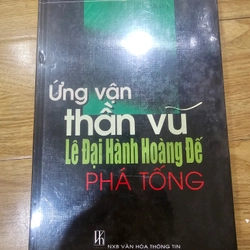 Ứng vận
thần vũ
Lê Đại Hành Hoàng Đế
PHÁ TỐNG
NXB VĂN HÓA THÔNG TIN